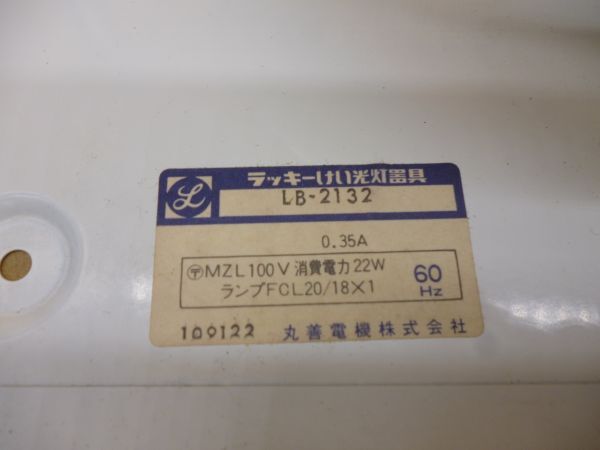 L
ラッキーけい光灯器具
LB-2132
0.35A
〶MZL100V 消費電力22W
ランプFCL20/18×1
60
Hz
109122 丸善電機株式会社